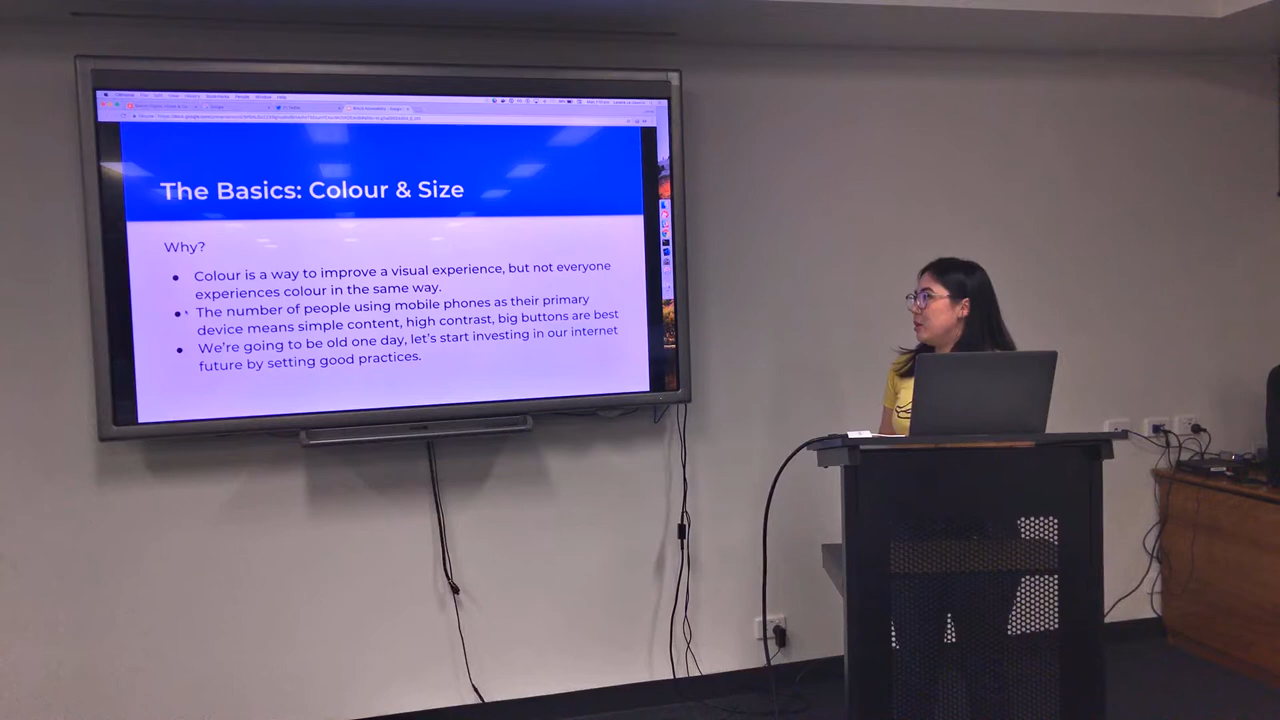 The Basics: Colour & Size
Why?
● Colour is a way to improve a visual experience, but not everyone
experiences colour in the same way.
● The number of people using mobile phones as their primary
device means simple content, high contrast, big buttons are best
● We're going to be old one day, let's start investing in our internet
future by setting good practices.